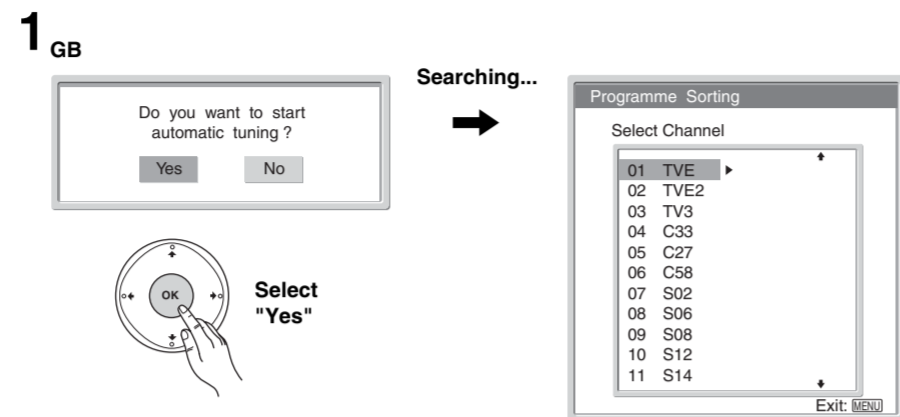 1 GB
Do you want to start
automatic tuning ?
Yes No
OK
Select
"Yes"
Searching...
Programme Sorting
Select Channel
01 TVE
02 TVE2
03 TV3
04 C33
05 C27
06 C58
07 S02
08 S06
09 S08
10 S12
11 S14
Exit: MENU